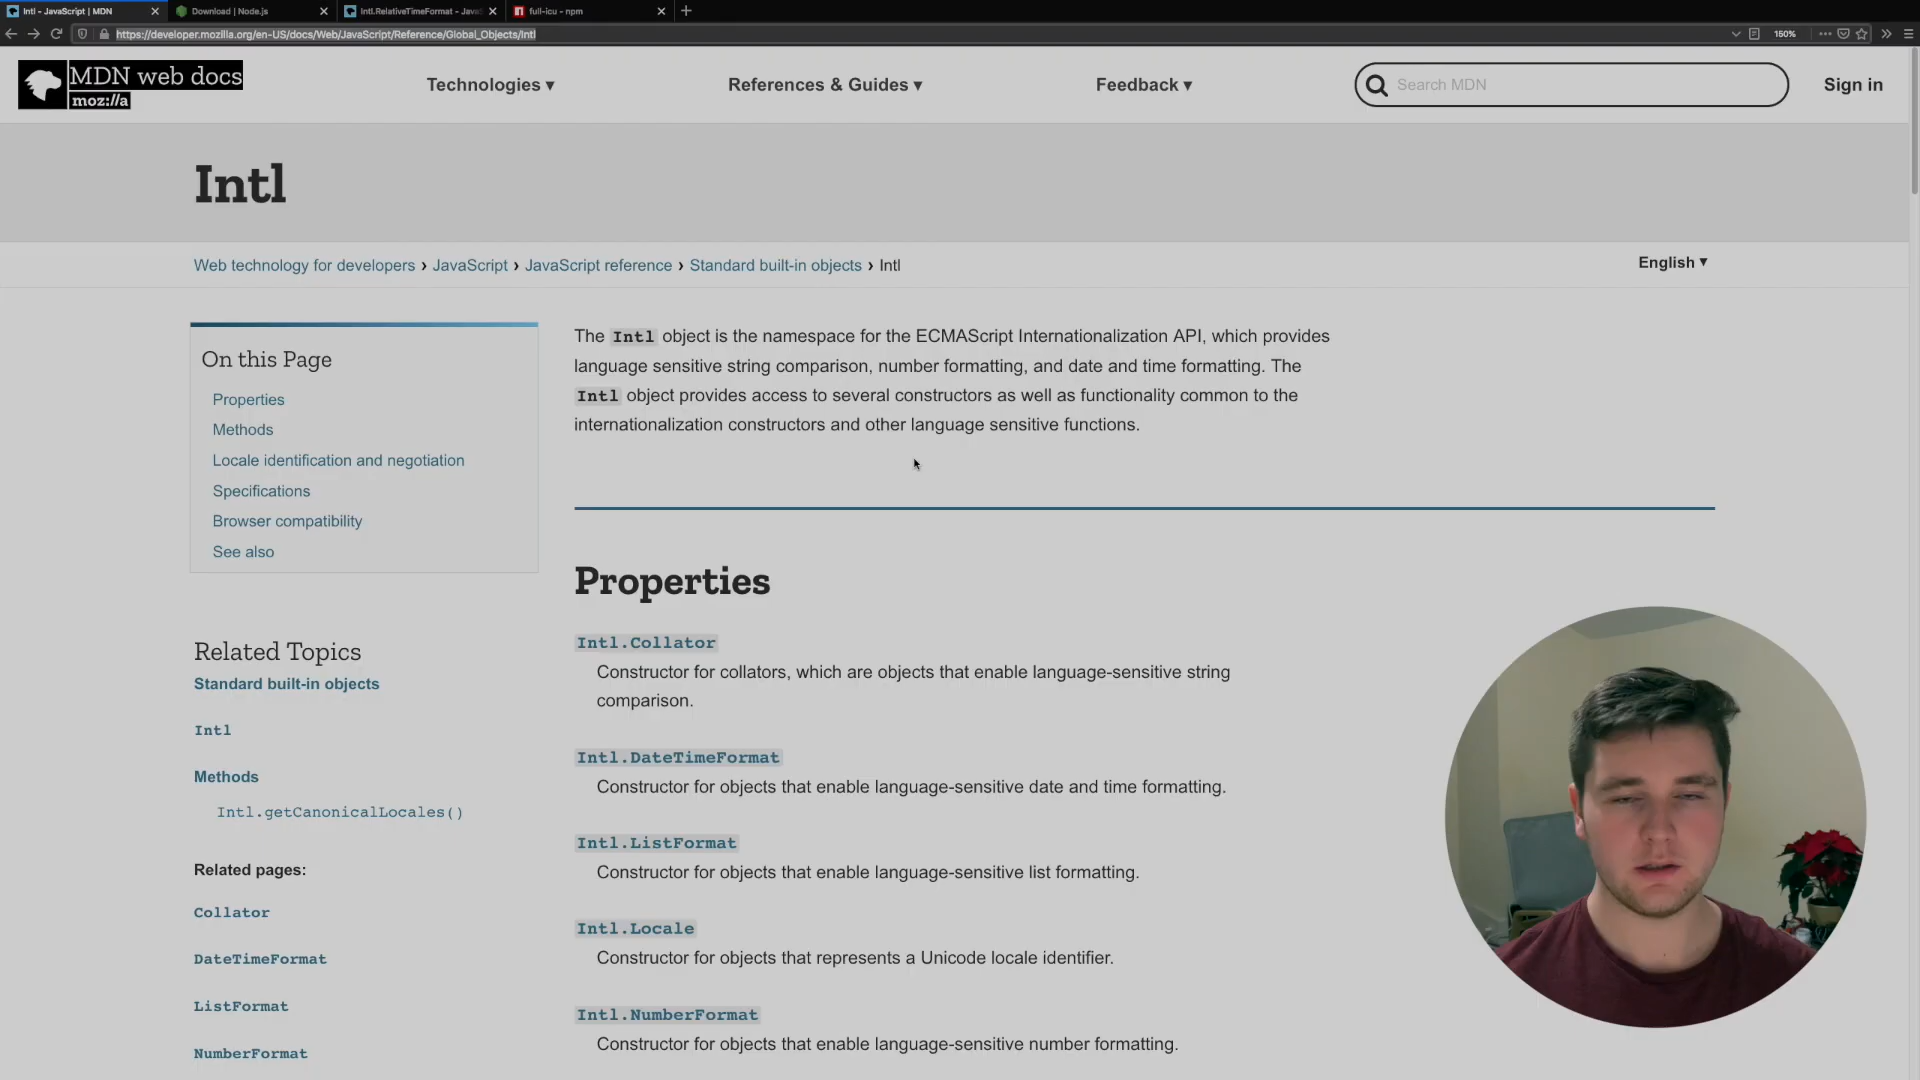 Intl - JavaScript | MDN
Download | Node.js
Intl.RelativeTimeFormat - Java
full-icu - npm
https://developer.mozilla.org/en-US/docs/Web/JavaScript/Reference/Global_Objects/Intl
150%
MDN web docs
moz://a
Technologies ▾
References & Guides ▾
Feedback ▾
Search MDN
Sign in
Intl
Web technology for developers › JavaScript › JavaScript reference › Standard built-in objects › Intl
English ▼
On this Page
Properties
Methods
Locale identification and negotiation
Specifications
Browser compatibility
See also
Related Topics
Standard built-in objects
Intl
Methods
Intl.getCanonicalLocales()
Related pages:
Collator
DateTimeFormat
ListFormat
NumberFormat
The Intl object is the namespace for the ECMAScript Internationalization API, which provides
language sensitive string comparison, number formatting, and date and time formatting. The
Intl object provides access to several constructors as well as functionality common to the
internationalization constructors and other language sensitive functions.
Properties
Intl.Collator
Constructor for collators, which are objects that enable language-sensitive string
comparison.
Intl.DateTimeFormat
Constructor for objects that enable language-sensitive date and time formatting.
Intl.ListFormat
Constructor for objects that enable language-sensitive list formatting.
Intl.Locale
Constructor for objects that represents a Unicode locale identifier.
Intl.NumberFormat
Constructor for objects that enable language-sensitive number formatting.